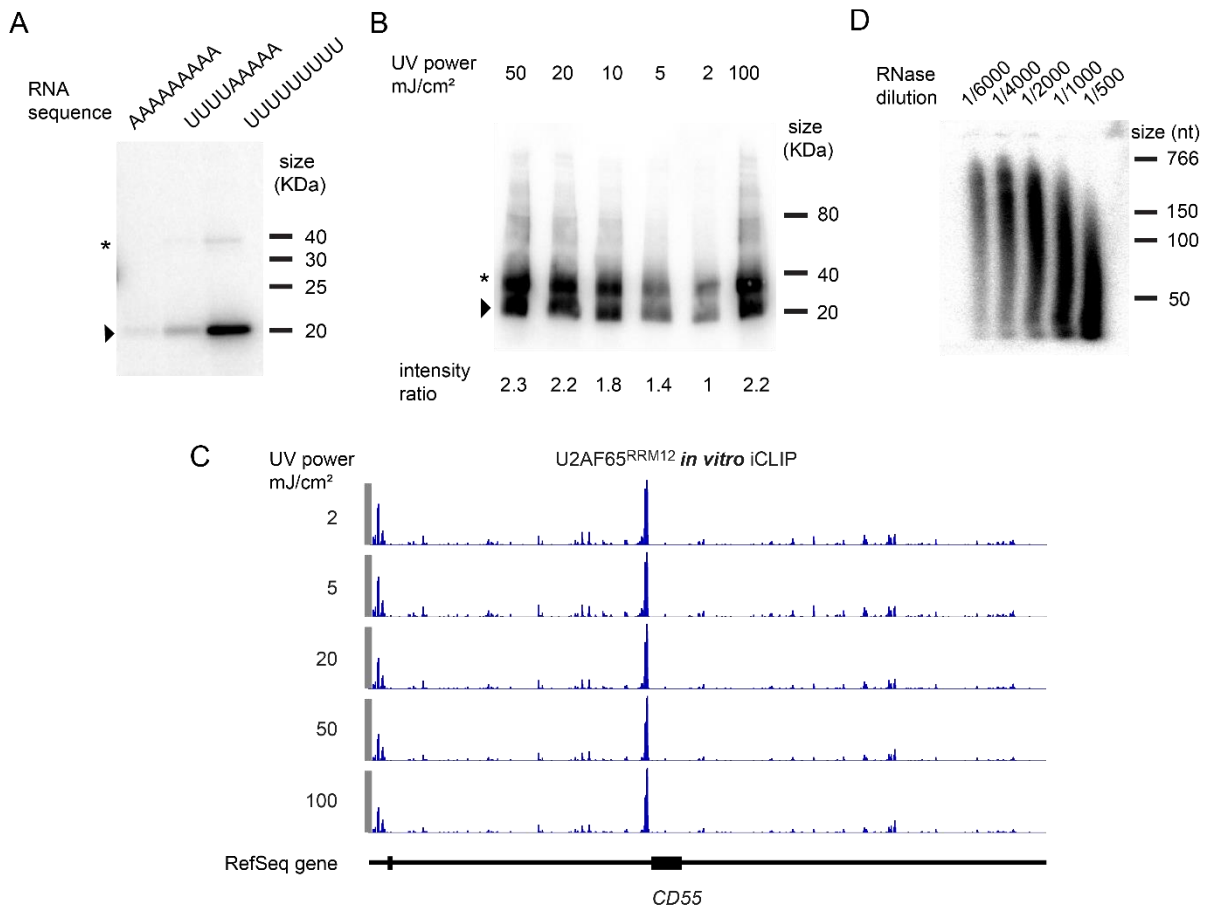 A
RNA
sequence
AAAAAAAAA
UUUUAAAAA
UUUUUUUUU
size
(KDa)
*
40
30
25
20
B
UV power
mJ/cm²
50 20 10 5 2 100
size
(KDa)
80
*
40
20
intensity
ratio
2.3 2.2 1.8 1.4 1 2.2
D
RNase
dilution
1/6000
1/4000
1/2000
1/1000
1/500
size (nt)
766
150
100
50
C
UV power
mJ/cm²
U2AF65RRM12 in vitro iCLIP
2
5
20
50
100
RefSeq gene
CD55